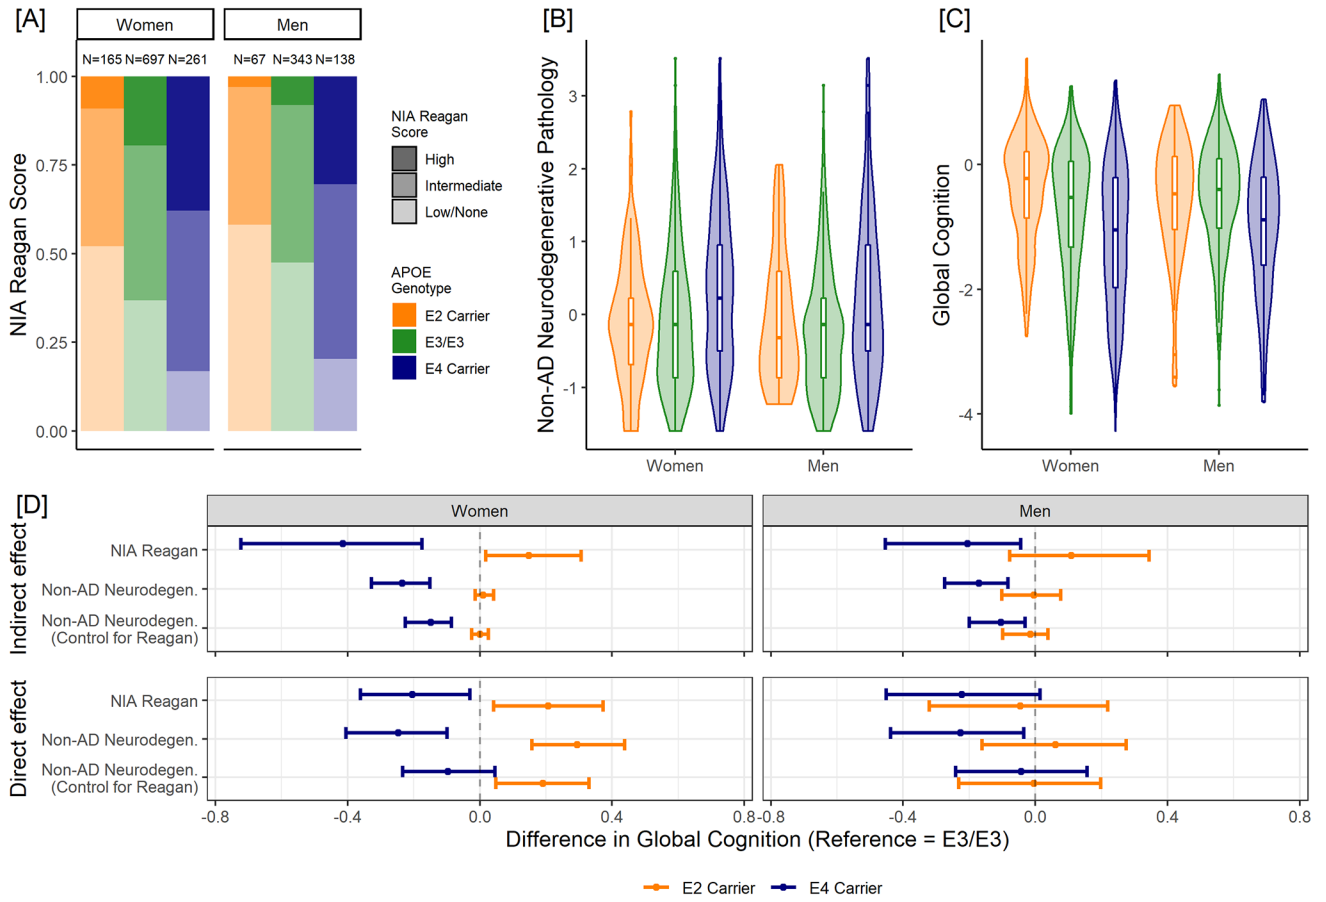 [A]
Women
Men
N=165 N=697 N=261
N=67 N=343 N=138
NIA Reagan Score
1.00
0.75
0.50
0.25
0.00
NIA Reagan
Score
High
Intermediate
Low/None
APOE
Genotype
E2 Carrier
E3/E3
E4 Carrier
[B]
Non-AD Neurodegenerative Pathology
3
2
1
0
-1
Women
Men
[C]
Global Cognition
0
-2
-4
Women
Men
[D]
Women
Men
Indirect effect
NIA Reagan
Non-AD Neurodegen.
Non-AD Neurodegen.
(Control for Reagan)
Direct effect
NIA Reagan
Non-AD Neurodegen.
Non-AD Neurodegen.
(Control for Reagan)
-0.8 -0.4 0.0 0.4 0.8
-0.8 -0.4 0.0 0.4 0.8
Difference in Global Cognition (Reference = E3/E3)
E2 Carrier E4 Carrier